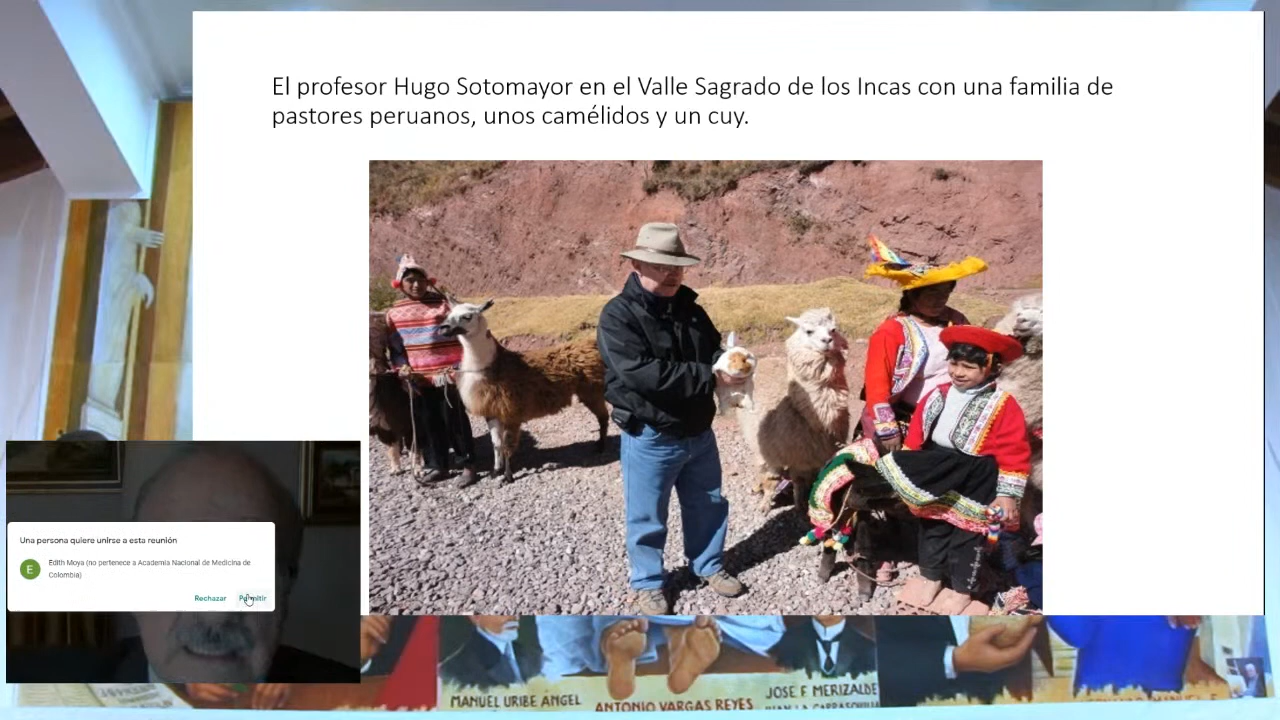 El profesor Hugo Sotomayor en el Valle Sagrado de los Incas con una familia de
pastores peruanos, unos camélidos y un cuy.
Una persona quiere unirse a esta reunión
E
Edith Moya (no pertenece a Academia Nacional de Medicina de
Colombia)
Rechazar Permitir
MANUEL URIBE ANGEL
ANTONIO VARGAS REYES
JOSE F. MERIZALDE